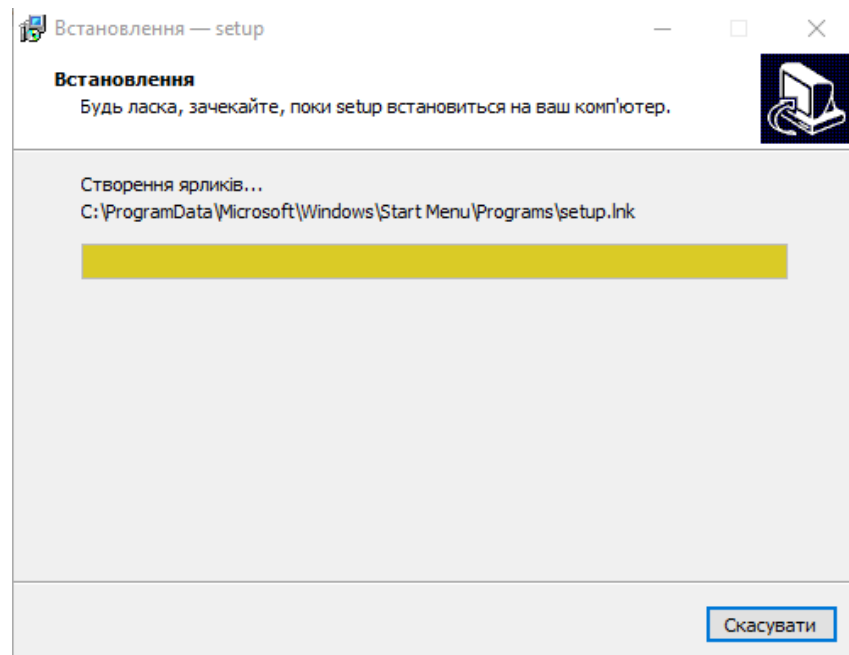 Встановлення — setup
Встановлення
Будь ласка, зачекайте, поки setup встановиться на ваш комп'ютер.
Створення ярликів...
C:\ProgramData\Microsoft\Windows\Start Menu\Programs\setup.lnk
Скасувати